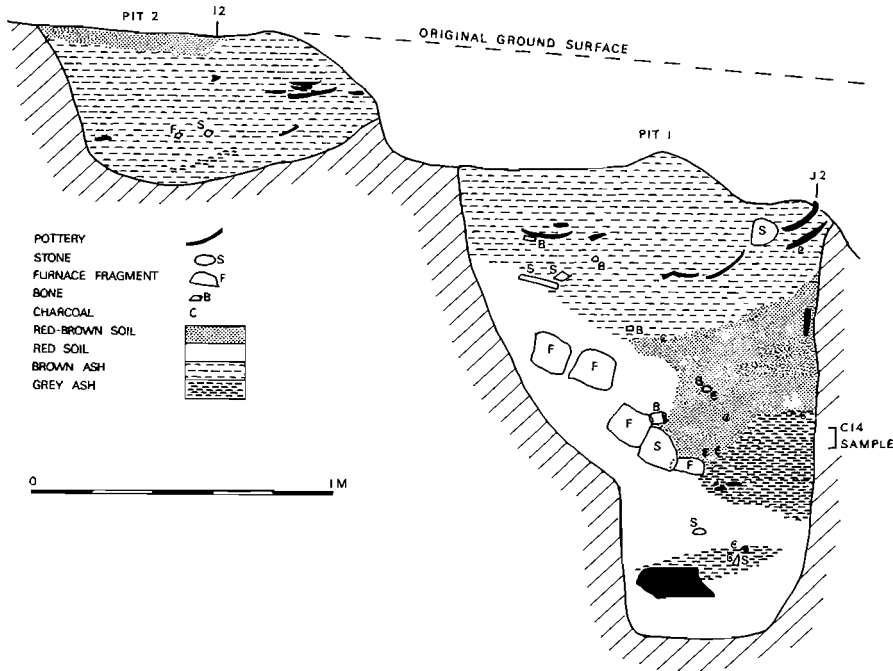 PIT 2
I2
ORIGINAL GROUND SURFACE
PIT 1
J2
F S
S
B
B
S S
B
F F
B
F
S
F
B
C
C14
SAMPLE
S
S
POTTERY
STONE S
FURNACE FRAGMENT F
BONE B
CHARCOAL C
RED-BROWN SOIL
RED SOIL
BROWN ASH
GREY ASH
0 1M